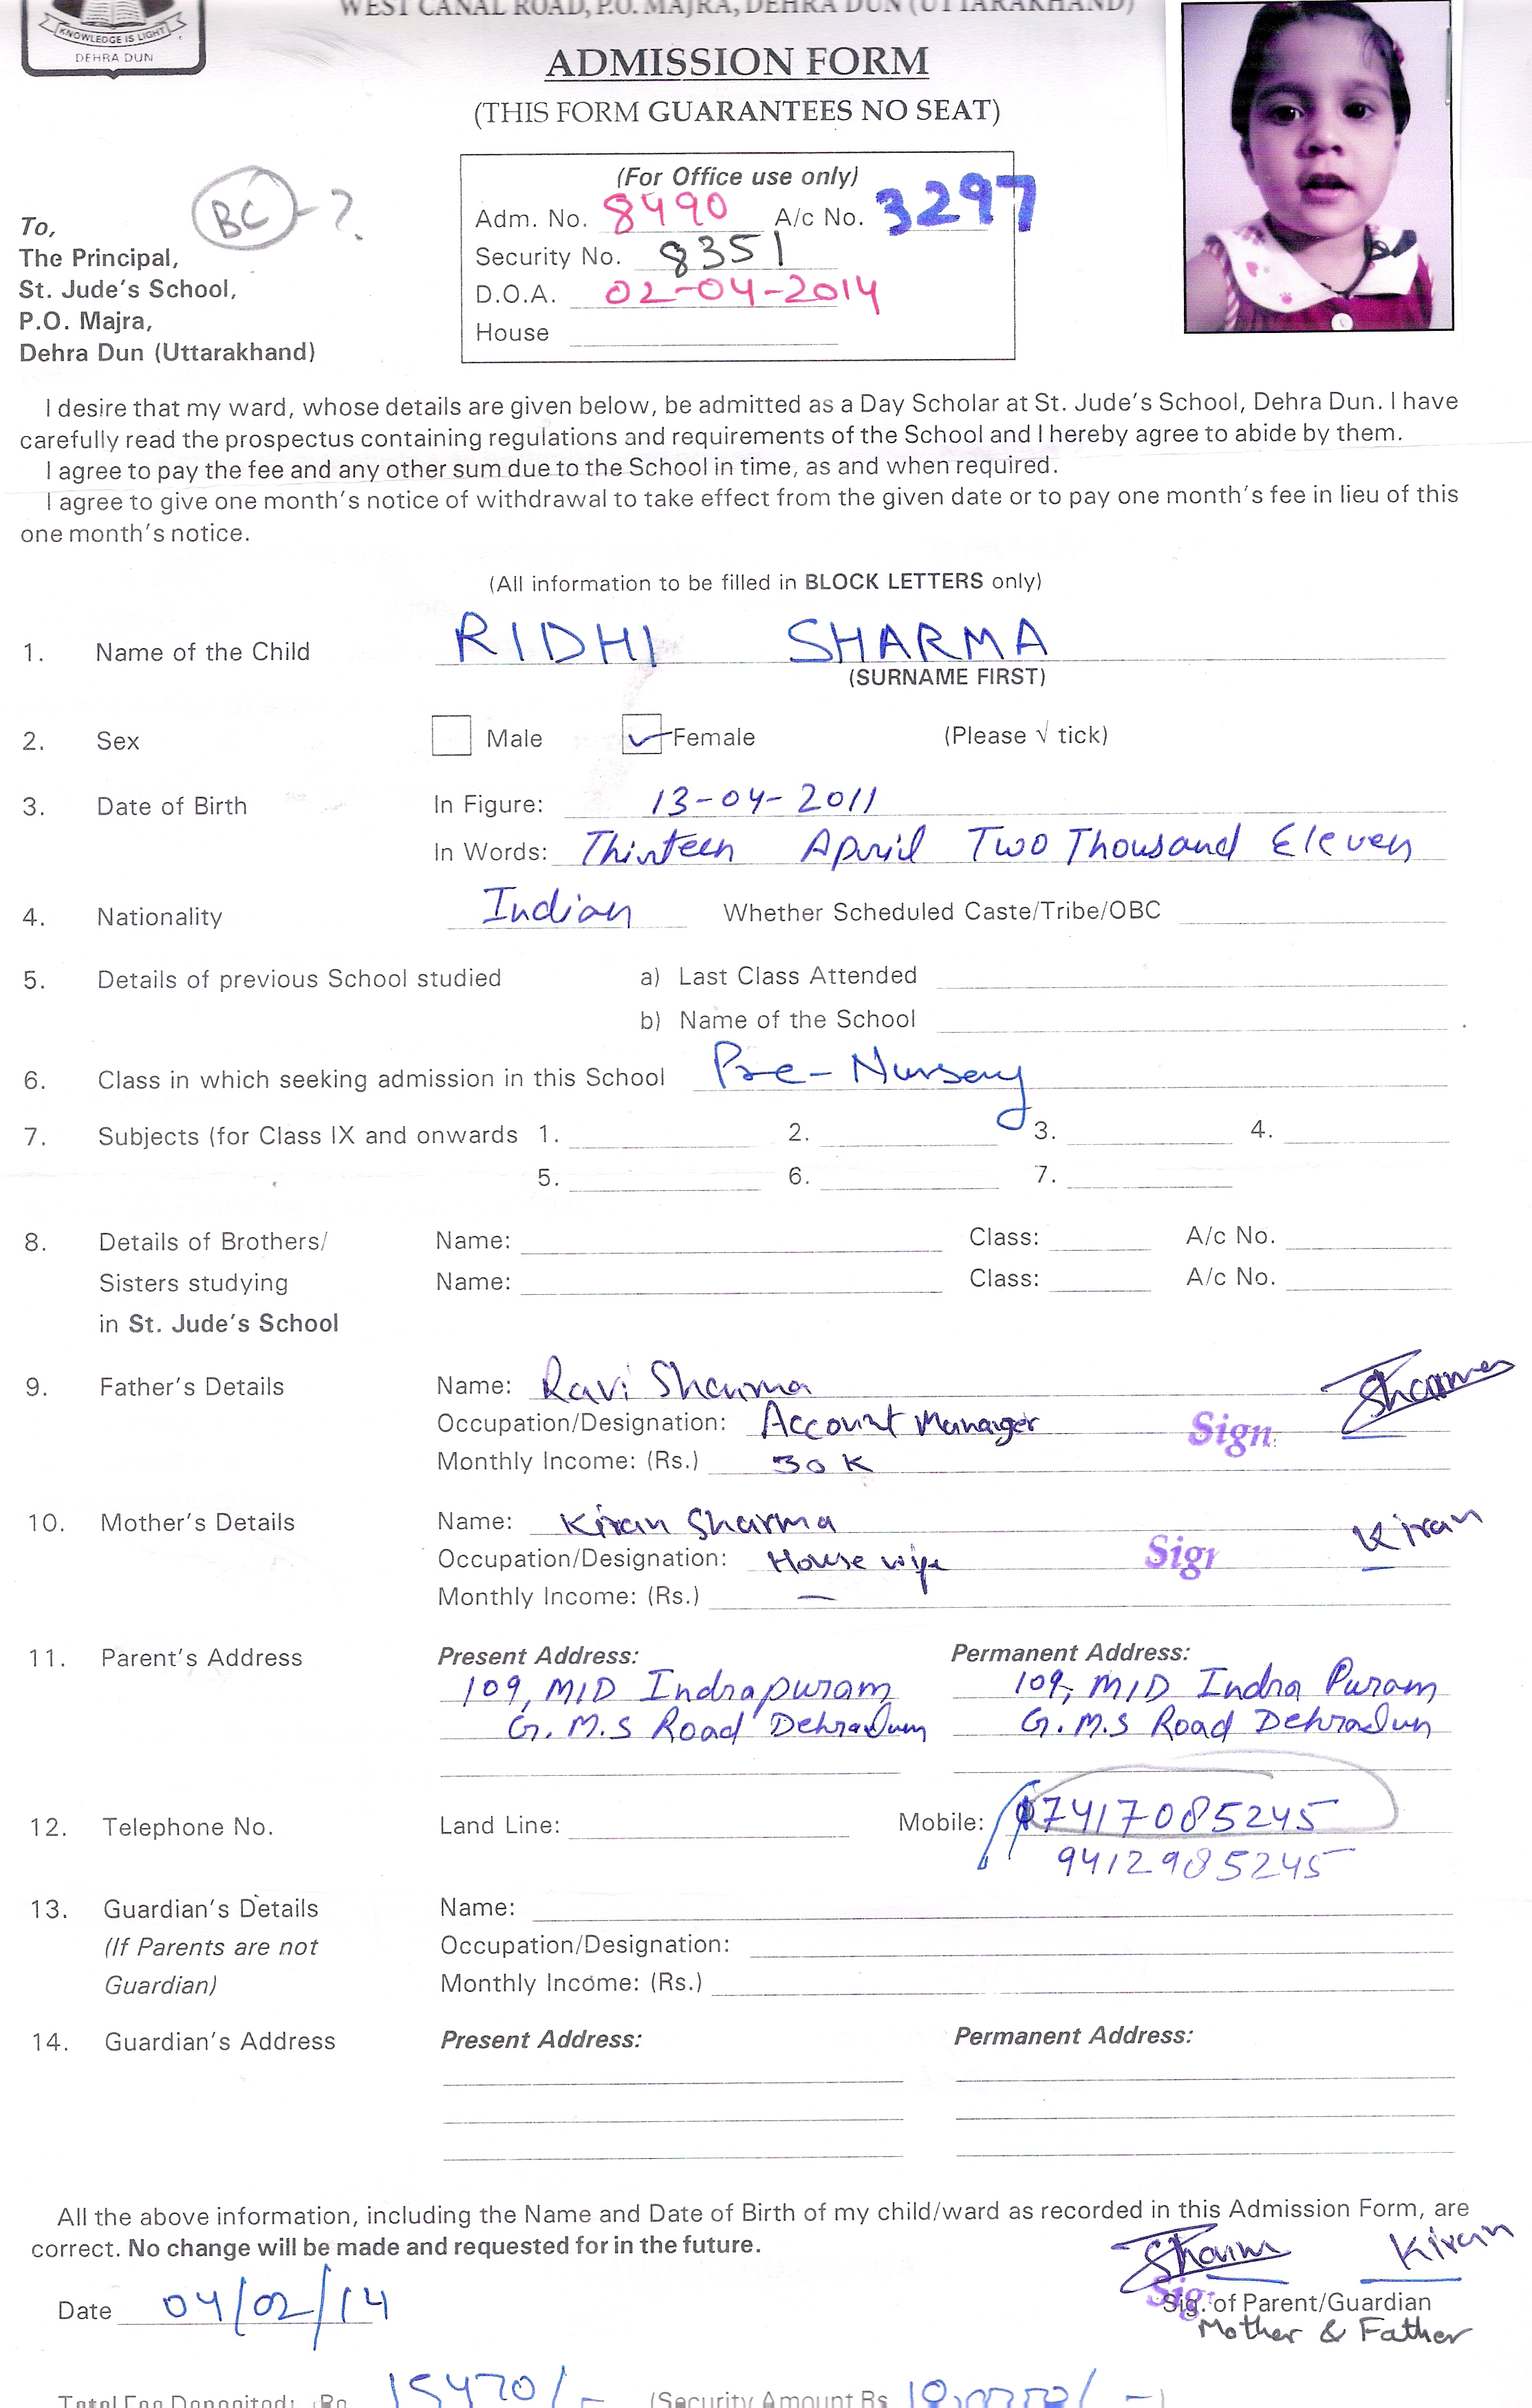 WEST CANAL ROAD, P.O. MAJRA, DEHRA DUN (UTTARAKHAND)
KNOWLEDGE IS LIGHT
DEHRA DUN
ADMISSION FORM
(THIS FORM GUARANTEES NO SEAT)
BC - ?
(For Office use only)
Adm. No. 8490 A/c No. 3297
Security No. 8351
D.O.A. 02-04-2014
House
To,
The Principal,
St. Jude's School,
P.O. Majra,
Dehra Dun (Uttarakhand)
I desire that my ward, whose details are given below, be admitted as a Day Scholar at St. Jude's School, Dehra Dun. I have
carefully read the prospectus containing regulations and requirements of the School and I hereby agree to abide by them.
I agree to pay the fee and any other sum due to the School in time, as and when required.
I agree to give one month's notice of withdrawal to take effect from the given date or to pay one month's fee in lieu of this
one month's notice.
(All information to be filled in BLOCK LETTERS only)
1. Name of the Child RIDHI SHARMA
(SURNAME FIRST)
2. Sex Male Female (Please √ tick)
3. Date of Birth In Figure: 13-04-2011
In Words: Thirteen April Two Thousand Eleven
4. Nationality Indian Whether Scheduled Caste/Tribe/OBC
5. Details of previous School studied a) Last Class Attended
b) Name of the School
6. Class in which seeking admission in this School Pre-Nursery
7. Subjects (for Class IX and onwards 1. 2. 3. 4.
5. 6. 7.
8. Details of Brothers/ Name: Class: A/c No.
Sisters studying Name: Class: A/c No.
in St. Jude's School
9. Father's Details Name: Ravi Sharma Sharma
Occupation/Designation: Account Manager Sign.
Monthly Income: (Rs.) 30 K
10. Mother's Details Name: Kiran Sharma Kiran
Occupation/Designation: House wife Sign
Monthly Income: (Rs.) —
11. Parent's Address Present Address: Permanent Address:
109, MID Indrapuram 109, MID Indra Puram
G.M.S Road Dehradun G.M.S Road Dehradun
12. Telephone No. Land Line: Mobile: 7417085245
9412985245
13. Guardian's Details Name:
(If Parents are not Occupation/Designation:
Guardian) Monthly Income: (Rs.)
14. Guardian's Address Present Address: Permanent Address:
All the above information, including the Name and Date of Birth of my child/ward as recorded in this Admission Form, are
correct. No change will be made and requested for in the future.
Sharma Kiran
Date 04/02/14 Sig. of Parent/Guardian
Mother & Father
Total Fee Deposited: Rs. 15470/- (Security Amount Rs